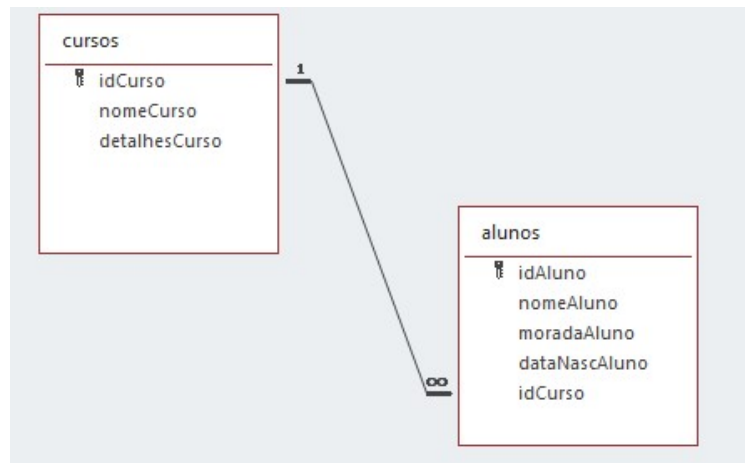 cursos
idCurso
nomeCurso
detalhesCurso
1
alunos
idAluno
nomeAluno
moradaAluno
dataNascAluno
idCurso
∞